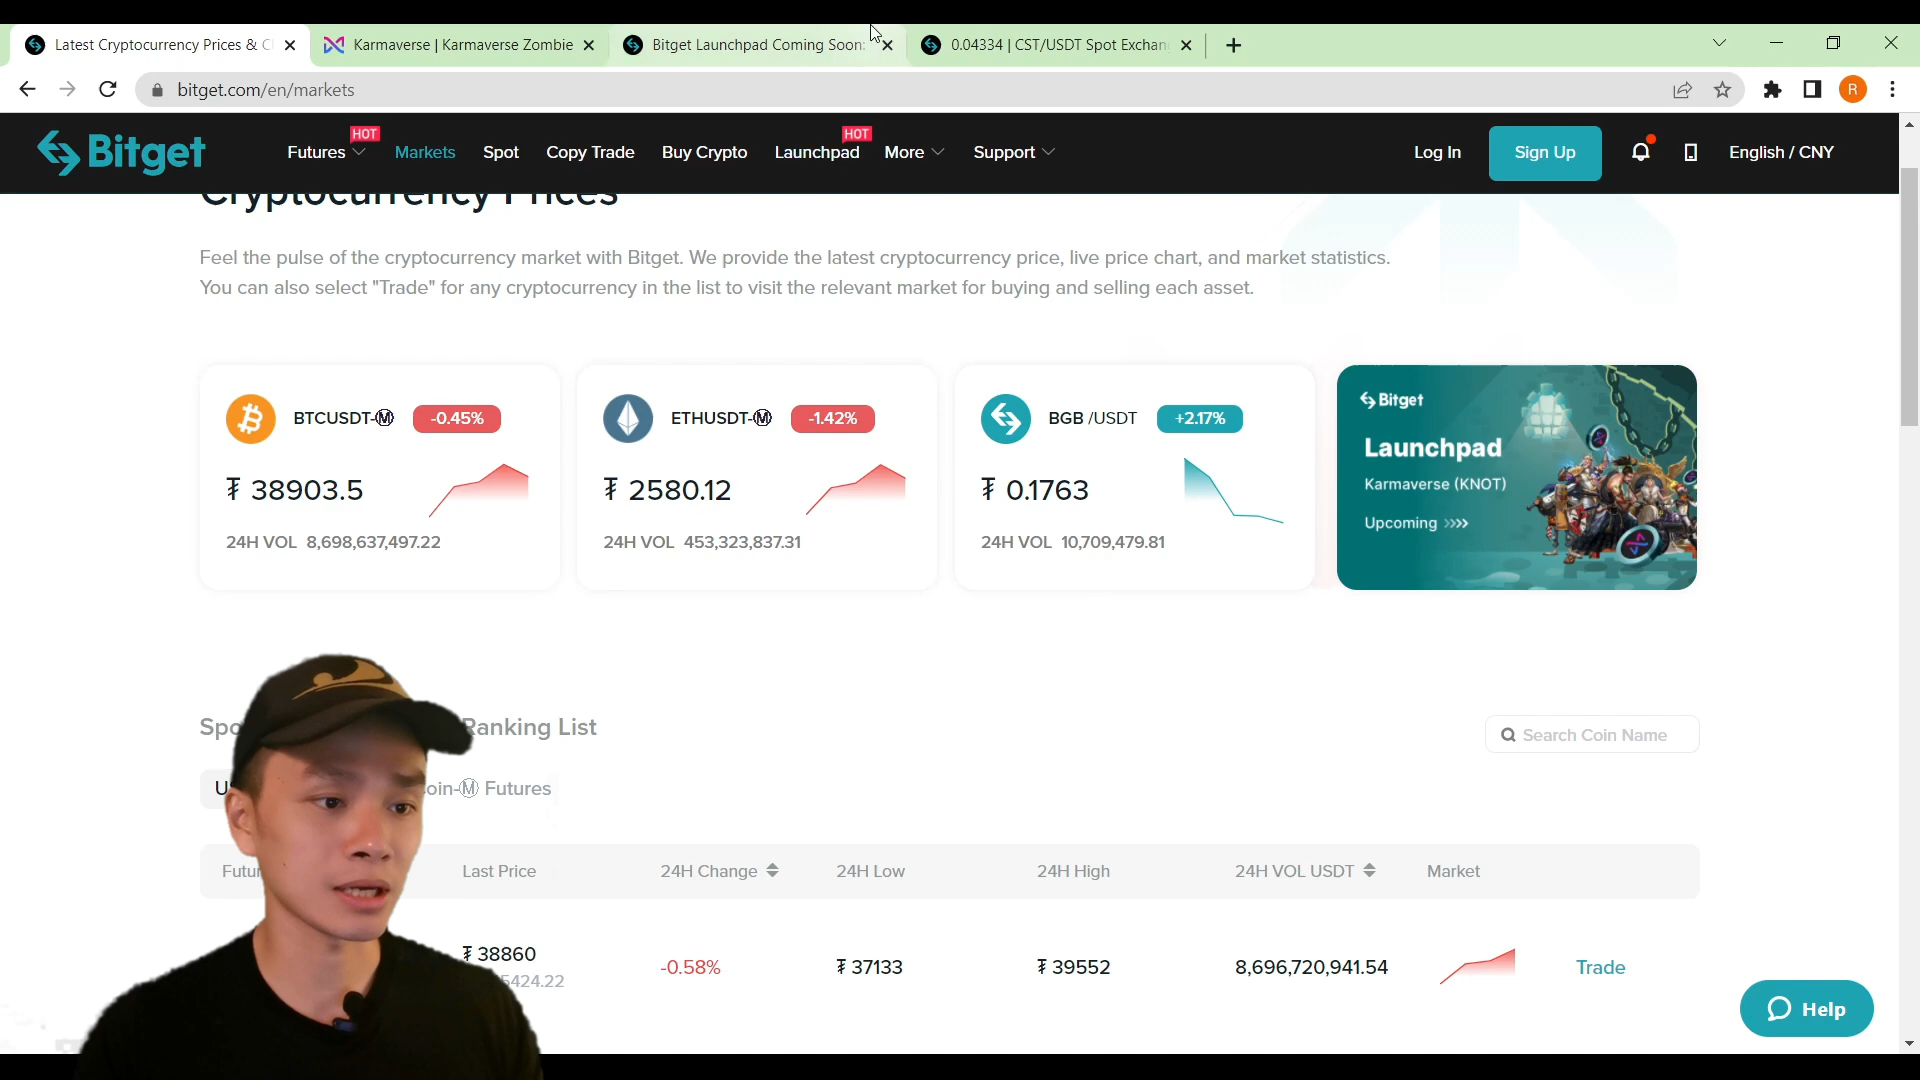 Latest Cryptocurrency Prices & C
Karmaverse | Karmaverse Zombie
Bitget Launchpad Coming Soon:
0.04334 | CST/USDT Spot Exchan
bitget.com/en/markets
R
Bitget
Futures HOT
Markets
Spot
Copy Trade
Buy Crypto
Launchpad HOT
More
Support
Log In
Sign Up
English / CNY
Cryptocurrency Prices
Feel the pulse of the cryptocurrency market with Bitget. We provide the latest cryptocurrency price, live price chart, and market statistics.
You can also select "Trade" for any cryptocurrency in the list to visit the relevant market for buying and selling each asset.
BTCUSDT-Ⓜ -0.45%
₮ 38903.5
24H VOL 8,698,637,497.22
ETHUSDT-Ⓜ -1.42%
₮ 2580.12
24H VOL 453,323,837.31
BGB /USDT +2.17%
₮ 0.1763
24H VOL 10,709,479.81
Bitget
Launchpad
Karmaverse (KNOT)
Upcoming >>>>
Spo Ranking List
Search Coin Name
U oin-Ⓜ Futures
Futu Last Price 24H Change 24H Low 24H High 24H VOL USDT Market
₮ 38860 -0.58% ₮ 37133 ₮ 39552 8,696,720,941.54 Trade
5424.22
Help